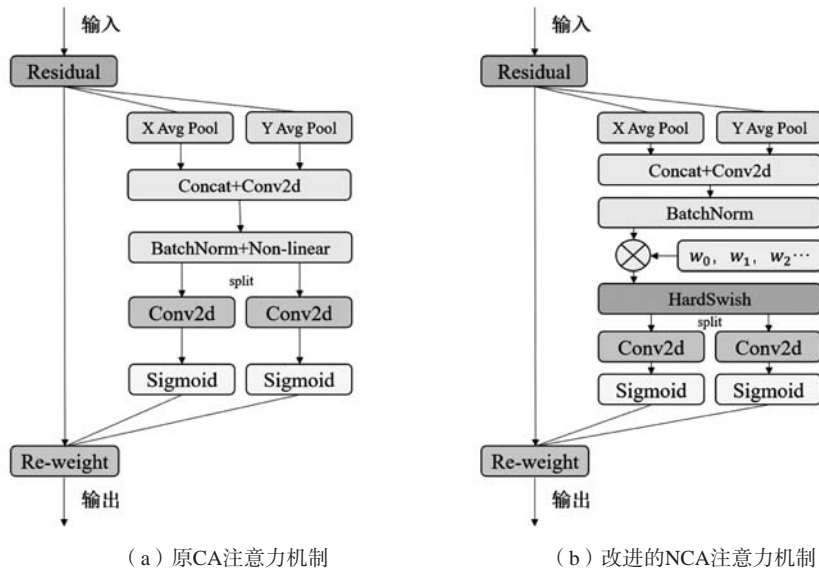 输入
Residual
X Avg Pool
Y Avg Pool
Concat+Conv2d
BatchNorm+Non-linear
split
Conv2d
Conv2d
Sigmoid
Sigmoid
Re-weight
输出
（a）原CA注意力机制
输入
Residual
X Avg Pool
Y Avg Pool
Concat+Conv2d
BatchNorm
w₀, w₁, w₂…
HardSwish
split
Conv2d
Conv2d
Sigmoid
Sigmoid
Re-weight
输出
（b）改进的NCA注意力机制